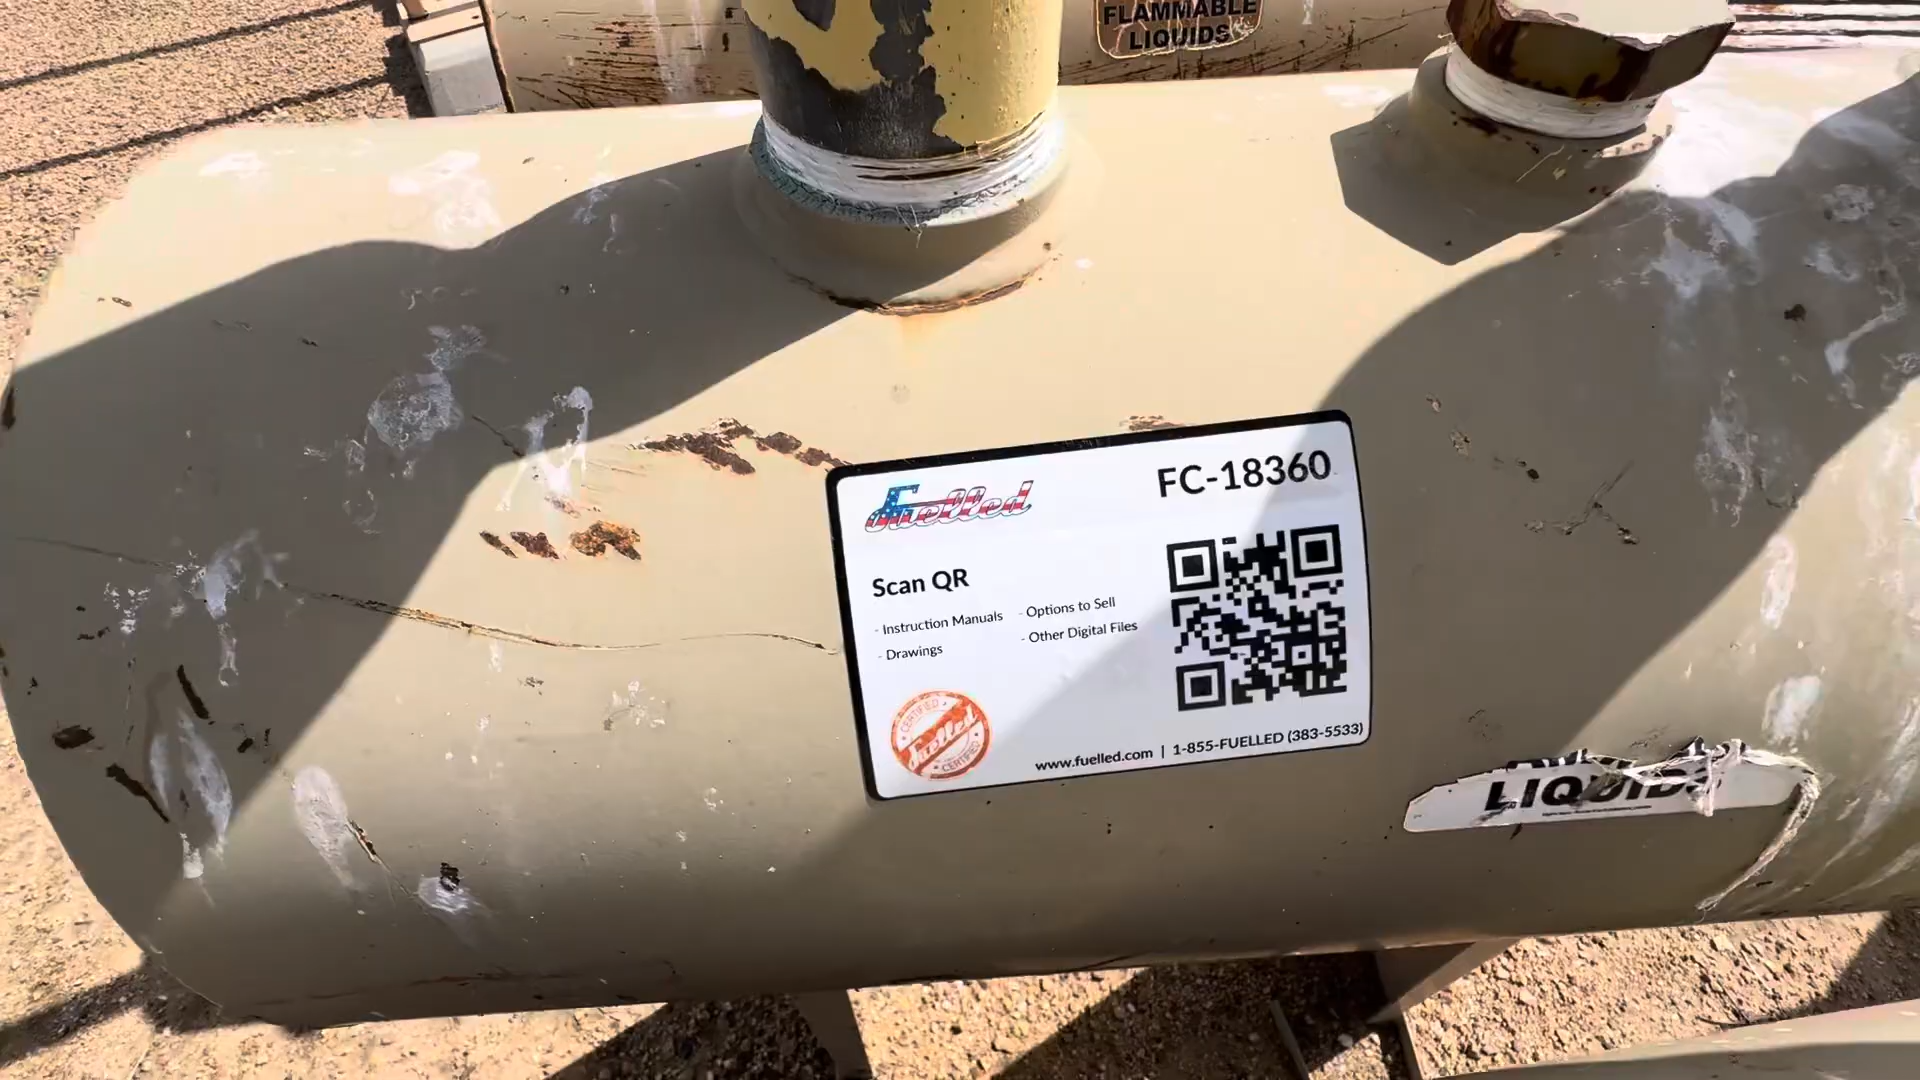 FLAMMABLE
LIQUIDS
Fuelled
FC-18360
Scan QR
- Instruction Manuals
- Drawings
- Options to Sell
- Other Digital Files
CERTIFIED
Fuelled
CERTIFIED
www.fuelled.com | 1-855-FUELLED (383-5533)
LIQUIDS